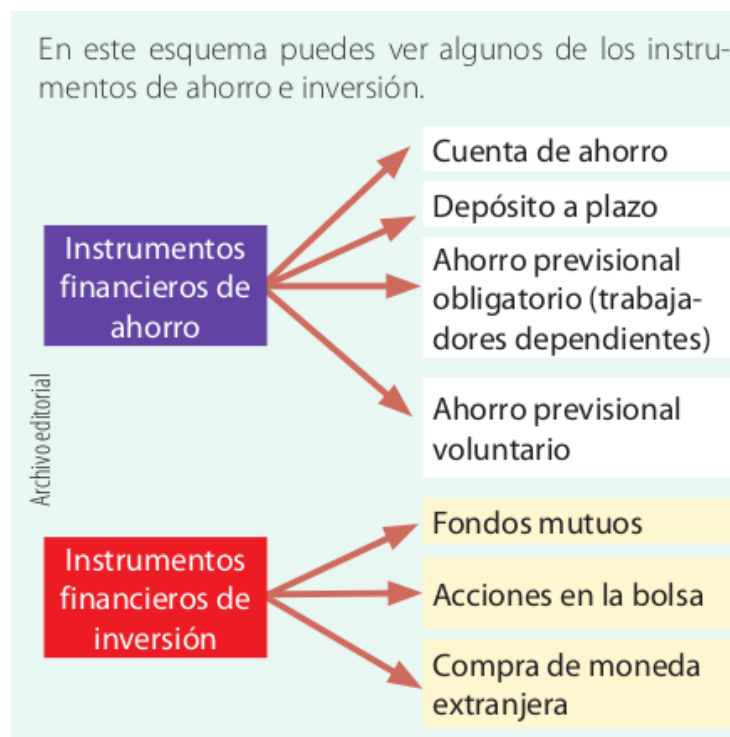 En este esquema puedes ver algunos de los instru-
mentos de ahorro e inversión.
Instrumentos
financieros de
ahorro
Cuenta de ahorro
Depósito a plazo
Ahorro previsional
obligatorio (trabaja-
dores dependientes)
Ahorro previsional
voluntario
Archivo editorial
Instrumentos
financieros de
inversión
Fondos mutuos
Acciones en la bolsa
Compra de moneda
extranjera